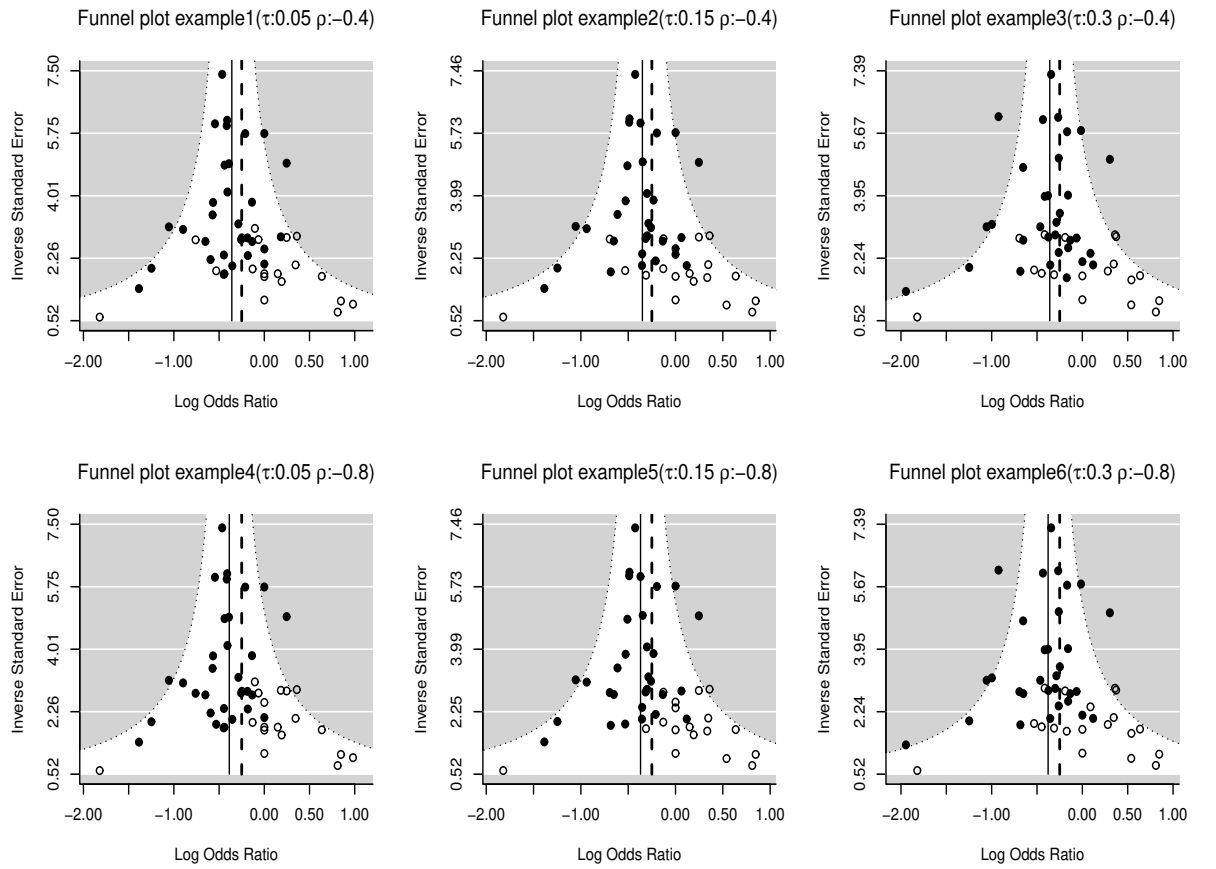 Funnel plot example1(τ:0.05 ρ:−0.4)
Inverse Standard Error
7.50
5.75
4.01
2.26
0.52
−2.00 −1.00 0.00 1.00
Log Odds Ratio
Funnel plot example2(τ:0.15 ρ:−0.4)
Inverse Standard Error
7.46
5.73
3.99
2.25
0.52
−2.00 −1.00 0.00 0.50 1.00
Log Odds Ratio
Funnel plot example3(τ:0.3 ρ:−0.4)
Inverse Standard Error
7.39
5.67
3.95
2.24
0.52
−2.00 −1.00 0.00 0.50 1.00
Log Odds Ratio
Funnel plot example4(τ:0.05 ρ:−0.8)
Inverse Standard Error
7.50
5.75
4.01
2.26
0.52
−2.00 −1.00 0.00 1.00
Log Odds Ratio
Funnel plot example5(τ:0.15 ρ:−0.8)
Inverse Standard Error
7.46
5.73
3.99
2.25
0.52
−2.00 −1.00 0.00 0.50 1.00
Log Odds Ratio
Funnel plot example6(τ:0.3 ρ:−0.8)
Inverse Standard Error
7.39
5.67
3.95
2.24
0.52
−2.00 −1.00 0.00 0.50 1.00
Log Odds Ratio